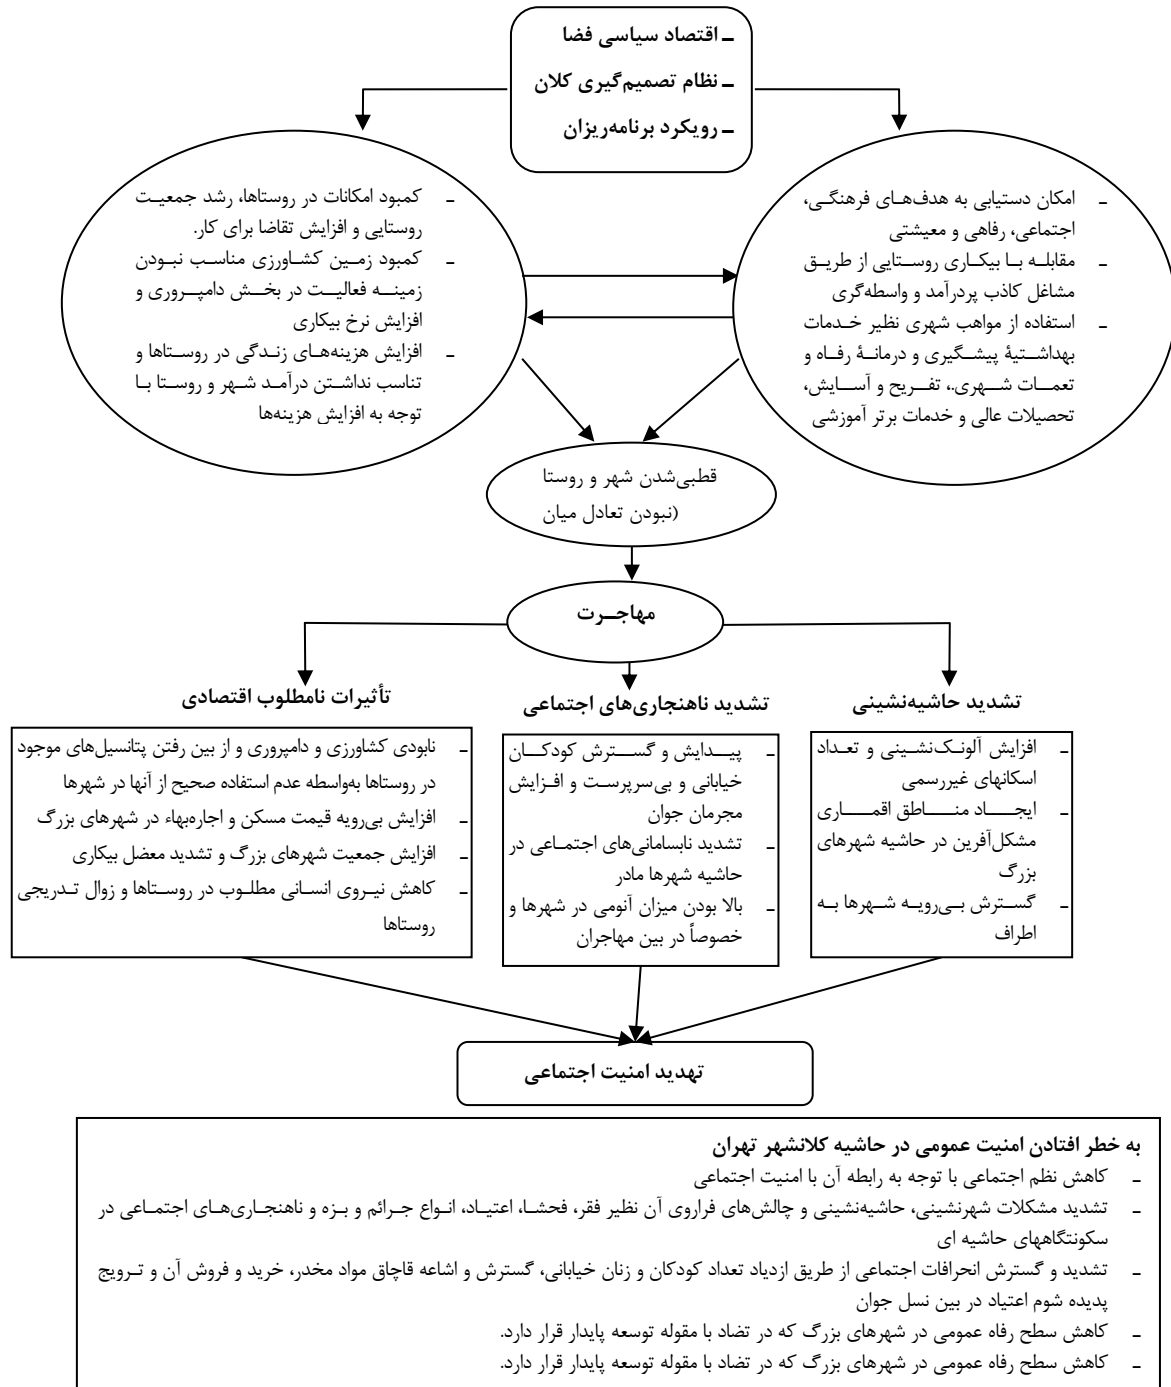 ـ اقتصاد سیاسی فضا
ـ نظام تصمیم‌گیری کلان
ـ رویکرد برنامه‌ریزان
ـ امکان دستیابی به هدف‌های فرهنگی،
اجتماعی، رفاهی و معیشتی
ـ مقابله با بیکاری روستایی از طریق
مشاغل کاذب پردرآمد و واسطه‌گری
ـ استفاده از مواهب شهری نظیر خدمات
بهداشتیۀ پیشگیری و درمانۀ رفاه و
تعمات شهری.، تفریح و آسایش،
تحصیلات عالی و خدمات برتر آموزشی
ـ کمبود امکانات در روستاها، رشد جمعیت
روستایی و افزایش تقاضا برای کار.
ـ کمبود زمین کشاورزی مناسب نبودن
زمینه فعالیت در بخش دامپروری و
افزایش نرخ بیکاری
ـ افزایش هزینه‌های زندگی در روستاها و
تناسب نداشتن درآمد شهر و روستا با
توجه به افزایش هزینه‌ها
قطبی‌شدن شهر و روستا
(نبودن تعادل میان
مهاجرت
تشدید حاشیه‌نشینی
ـ افزایش آلونک‌نشینی و تعداد
اسکانهای غیررسمی
ـ ایجاد مناطق اقماری
مشکل‌آفرین در حاشیه شهرهای
بزرگ
ـ گسترش بی‌رویه شهرها به
اطراف
تشدید ناهنجاری‌های اجتماعی
ـ پیدایش و گسترش کودکان
خیابانی و بی‌سرپرست و افزایش
مجرمان جوان
ـ تشدید نابسامانی‌های اجتماعی در
حاشیه شهرها مادر
ـ بالا بودن میزان آنومی در شهرها و
خصوصاً در بین مهاجران
تأثیرات نامطلوب اقتصادی
ـ نابودی کشاورزی و دامپروری و از بین رفتن پتانسیل‌های موجود
در روستاها به‌واسطه عدم استفاده صحیح از آنها در شهرها
ـ افزایش بی‌رویه قیمت مسکن و اجاره‌بهاء در شهرهای بزرگ
ـ افزایش جمعیت شهرهای بزرگ و تشدید معضل بیکاری
ـ کاهش نیروی انسانی مطلوب در روستاها و زوال تدریجی
روستاها
تهدید امنیت اجتماعی
به خطر افتادن امنیت عمومی در حاشیه کلانشهر تهران
ـ کاهش نظم اجتماعی با توجه به رابطه آن با امنیت اجتماعی
ـ تشدید مشکلات شهرنشینی، حاشیه‌نشینی و چالش‌های فراروی آن نظیر فقر، فحشا، اعتیاد، انواع جرائم و بزه و ناهنجاری‌های اجتماعی در
سکونتگاههای حاشیه ای
ـ تشدید و گسترش انحرافات اجتماعی از طریق ازدیاد تعداد کودکان و زنان خیابانی، گسترش و اشاعه قاچاق مواد مخدر، خرید و فروش آن و ترویج
پدیده شوم اعتیاد در بین نسل جوان
ـ کاهش سطح رفاه عمومی در شهرهای بزرگ که در تضاد با مقوله توسعه پایدار قرار دارد.
ـ کاهش سطح رفاه عمومی در شهرهای بزرگ که در تضاد با مقوله توسعه پایدار قرار دارد.